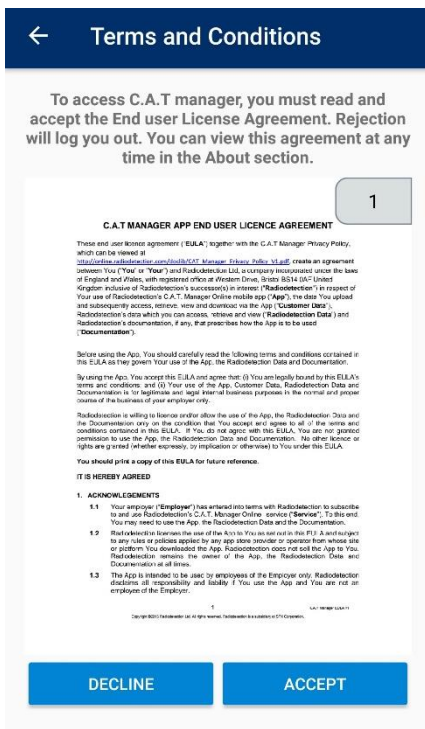 Terms and Conditions
To access C.A.T manager, you must read and
accept the End user License Agreement. Rejection
will log you out. You can view this agreement at any
time in the About section.
1
C.A.T MANAGER APP END USER LICENCE AGREEMENT
These end user licence agreement ("EULA") together with the C.A.T Manager Privacy Policy,
which can be viewed at
http://online.radiodetection.com/doclib/CAT_Manager_Privacy_Policy_V1.pdf, create an agreement
between You ("You" or "Your") and Radiodetection Ltd, a company incorporated under the laws
of England and Wales, with registered office at Western Drive, Bristol BS14 0AF United
Kingdom inclusive of Radiodetection's successor(s) in interest ("Radiodetection") in respect of
Your use of Radiodetection's C.A.T. Manager Online mobile app ("App"), the data You upload
and subsequently access, retrieve, view and download via the App ("Customer Data"),
Radiodetection's data which you can access, retrieve and view ("Radiodetection Data") and
Radiodetection's documentation, if any, that prescribes how the App is to be used
("Documentation").
Before using the App, You should carefully read the following terms and conditions contained in
this EULA as they govern Your use of the App, the Radiodetection Data and Documentation.
By using the App, You accept this EULA and agree that: (i) You are legally bound by this EULA's
terms and conditions; and (ii) Your use of the App, Customer Data, Radiodetection Data and
Documentation is for legitimate and legal internal business purposes in the normal and proper
course of the business of your employer only.
Radiodetection is willing to licence and/or allow the use of the App, the Radiodetection Data and
the Documentation only on the condition that You accept and agree to all of the terms and
conditions contained in this EULA. If You do not agree with this EULA, You are not granted
permission to use the App, the Radiodetection Data and Documentation. No other licence or
rights are granted (whether expressly, by implication or otherwise) to You under this EULA.
You should print a copy of this EULA for future reference.
IT IS HEREBY AGREED
1. ACKNOWLEGEMENTS
1.1 Your employer ("Employer") has entered into terms with Radiodetection to subscribe
to and use Radiodetection's C.A.T. Manager Online service ("Service"). To this end,
You may need to use the App, the Radiodetection Data and the Documentation.
1.2 Radiodetection licenses the use of the App to You as set out in this EULA and subject
to any rules or policies applied by any app store provider or operator from whose site
or platform You downloaded the App. Radiodetection does not sell the App to You.
Radiodetection remains the owner of the App, the Radiodetection Data and
Documentation at all times.
1.3 The App is intended to be used by employees of the Employer only. Radiodetection
disclaims all responsibility and liability if You use the App and You are not an
employee of the Employer.
1
DECLINE
ACCEPT